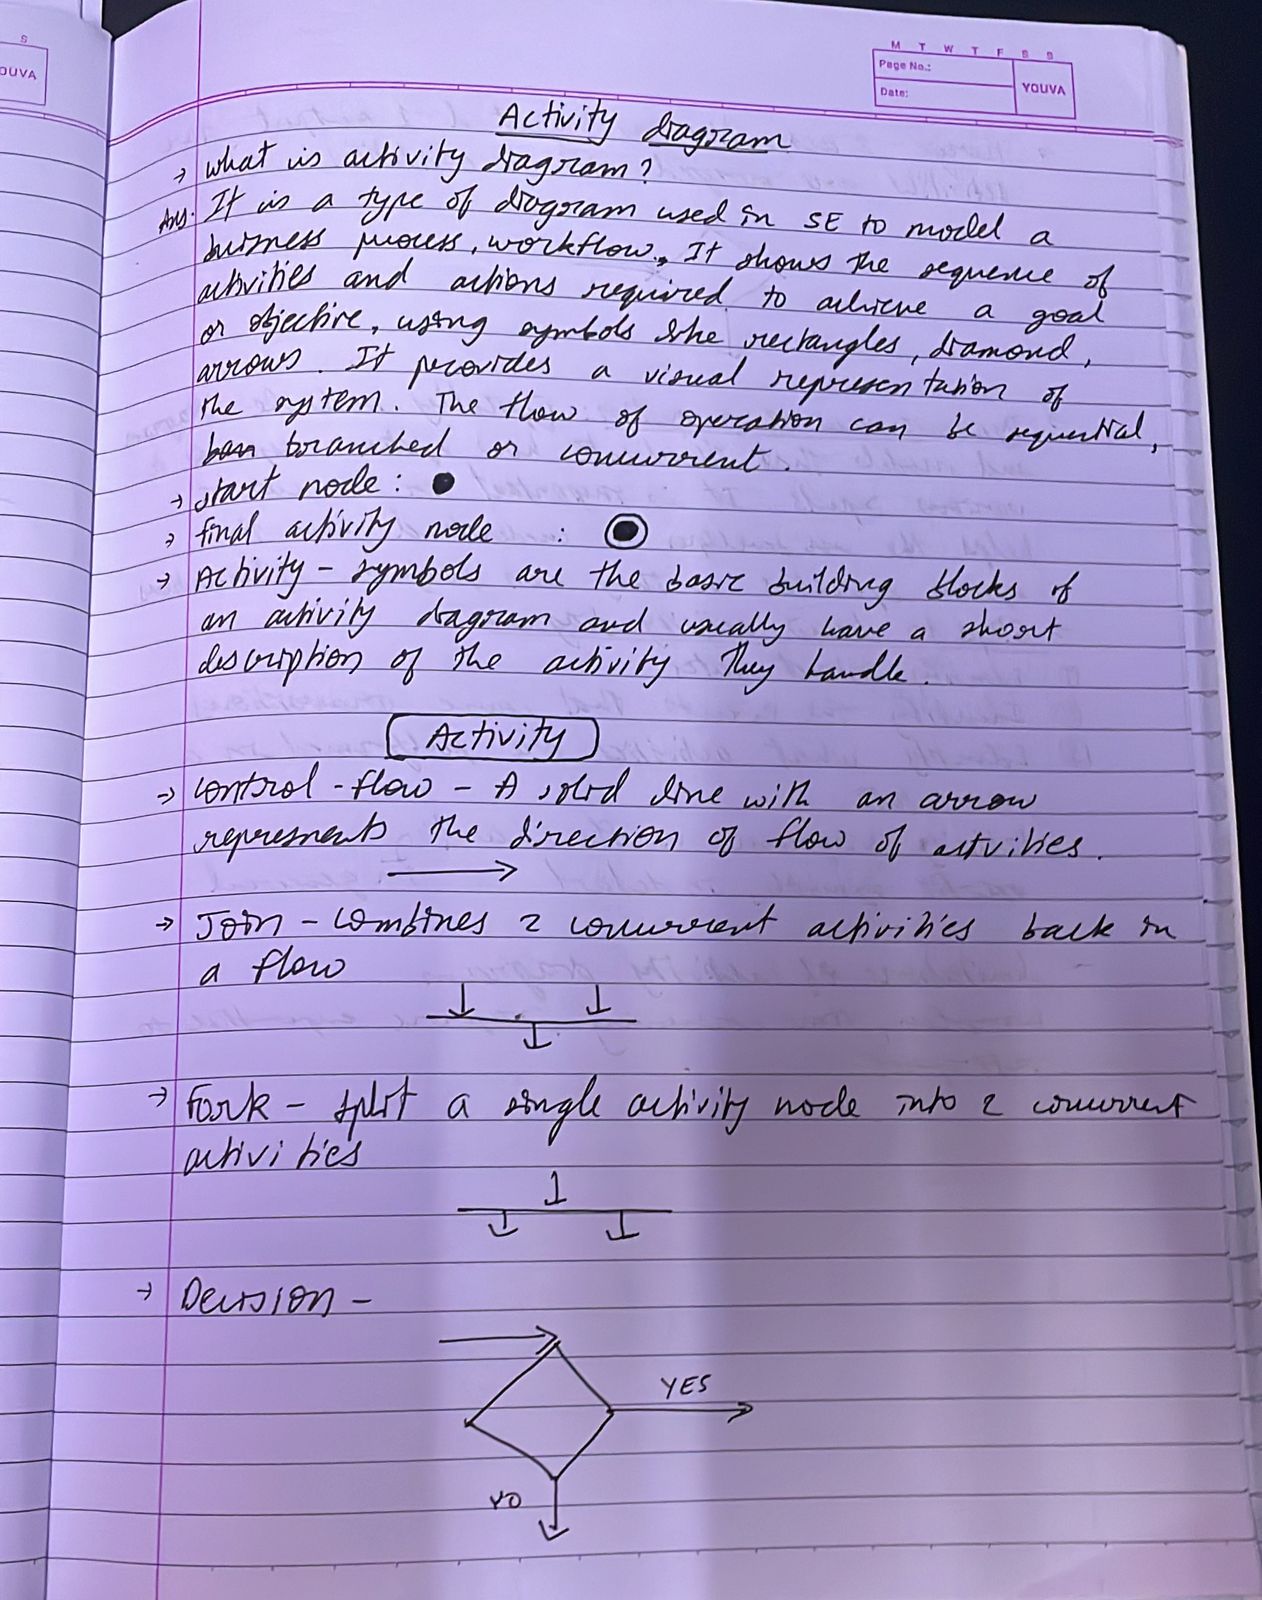 S
OUVA
M T W T F S S
Page No.:
Date:
YOUVA
Activity diagram
→ what is activity diagram?
Ans. It is a type of diagram used in SE to model a
business process, workflow. It shows the sequence of
activities and actions required to achieve a goal
or objective, using symbols like rectangles, diamond,
arrows. It provides a visual representation of
the system. The flow of operation can be sequential,
branched or concurrent.
→ start node:
→ final activity node :
→ Activity - symbols are the basic building blocks of
an activity diagram and usually have a short
description of the activity they handle.
Activity
→ control-flow - A solid line with an arrow
represents the direction of flow of activities.
→ Join - combines 2 concurrent activities back in
a flow
→ Fork - split a single activity node into 2 concurrent
activities
→ Decision -
YES
NO